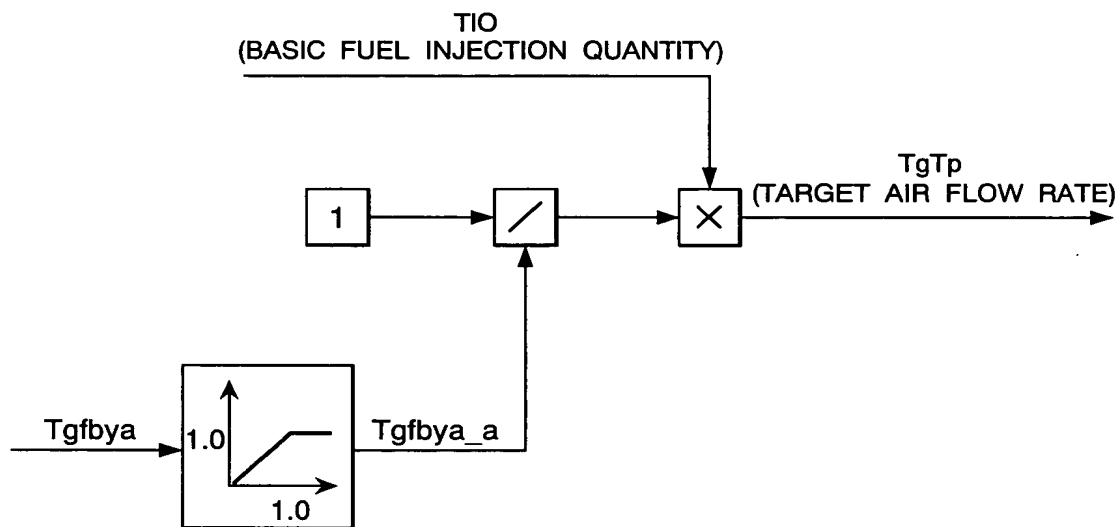 TIO
(BASIC FUEL INJECTION QUANTITY)
TgTp
(TARGET AIR FLOW RATE)
1
Tgfbya
1.0
1.0
Tgfbya_a